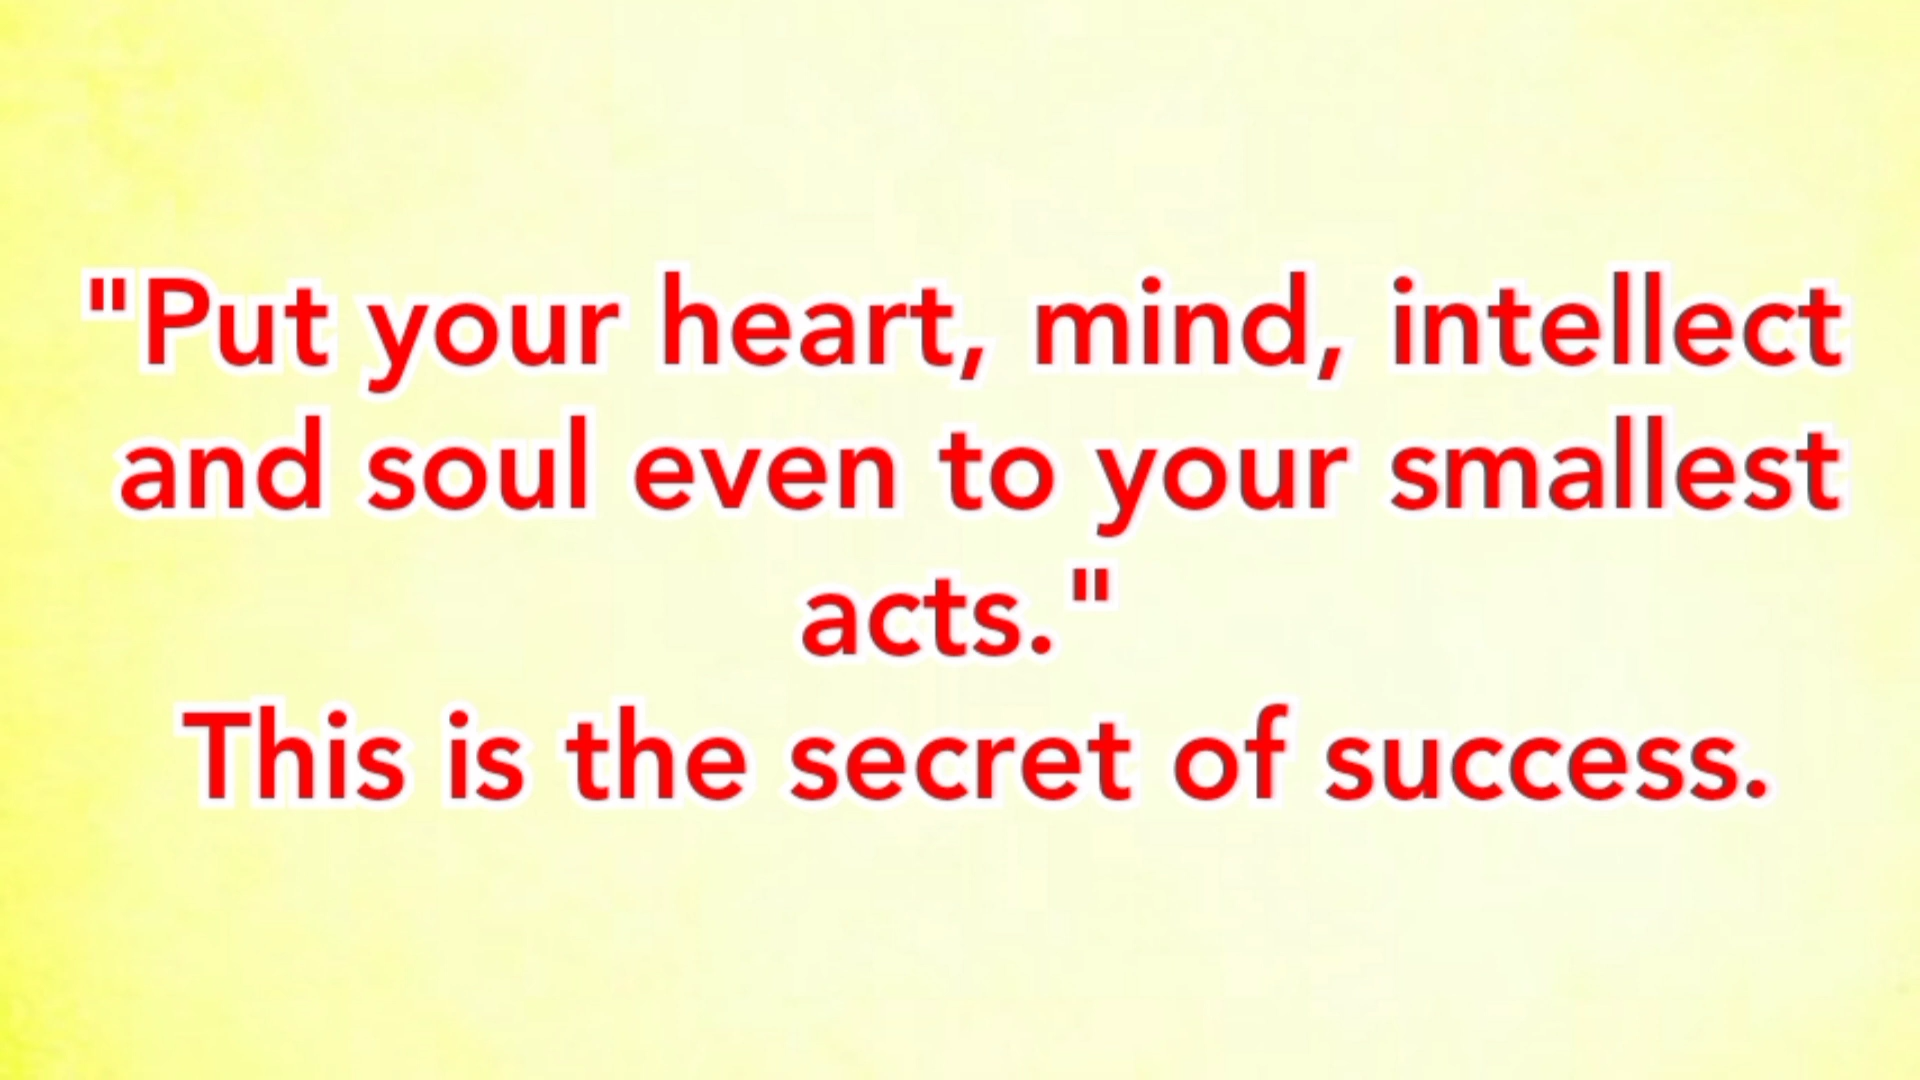 "Put your heart, mind, intellect
and soul even to your smallest
acts."
This is the secret of success.